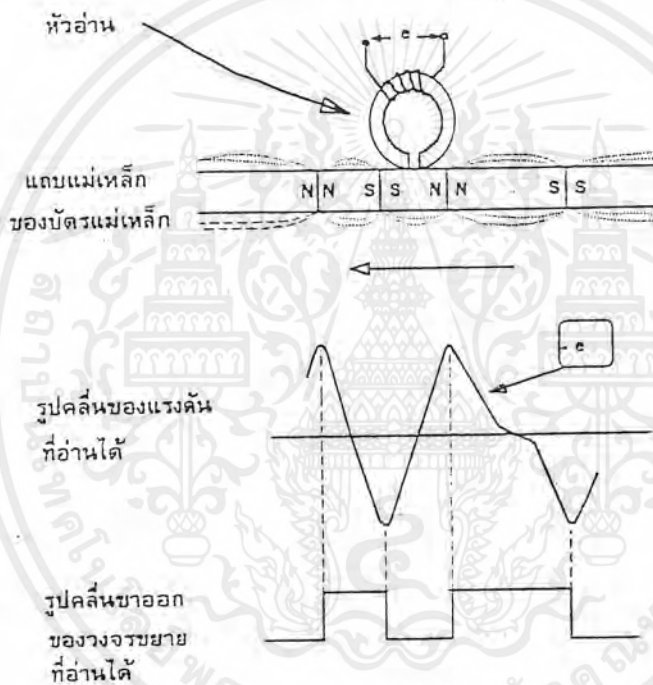 หัวอ่าน
e
แถบแม่เหล็ก
ของบัตรแม่เหล็ก
N N S S N N S S
e
รูปคลื่นของแรงดัน
ที่อ่านได้
รูปคลื่นขาออก
ของวงจรขยาย
ที่อ่านได้